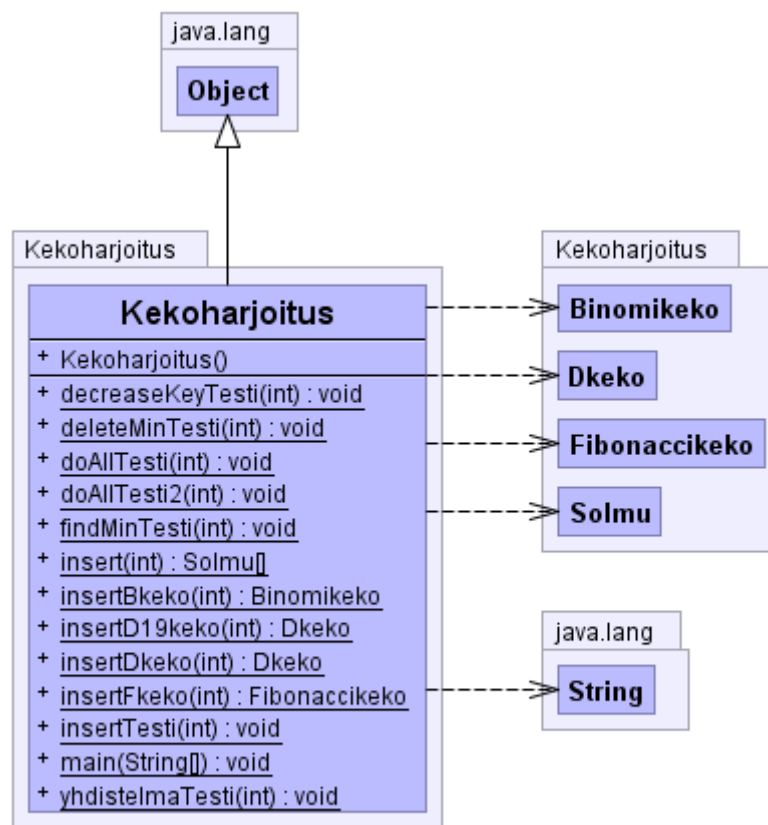 java.lang
Object
Kekoharjoitus
Kekoharjoitus
+ Kekoharjoitus()
+ decreaseKeyTesti(int) : void
+ deleteMinTesti(int) : void
+ doAllTesti(int) : void
+ doAllTesti2(int) : void
+ findMinTesti(int) : void
+ insert(int) : Solmu[]
+ insertBkeko(int) : Binomikeko
+ insertD19keko(int) : Dkeko
+ insertDkeko(int) : Dkeko
+ insertFkeko(int) : Fibonaccikeko
+ insertTesti(int) : void
+ main(String[]) : void
+ yhdistelmaTesti(int) : void
Kekoharjoitus
Binomikeko
Dkeko
Fibonaccikeko
Solmu
java.lang
String